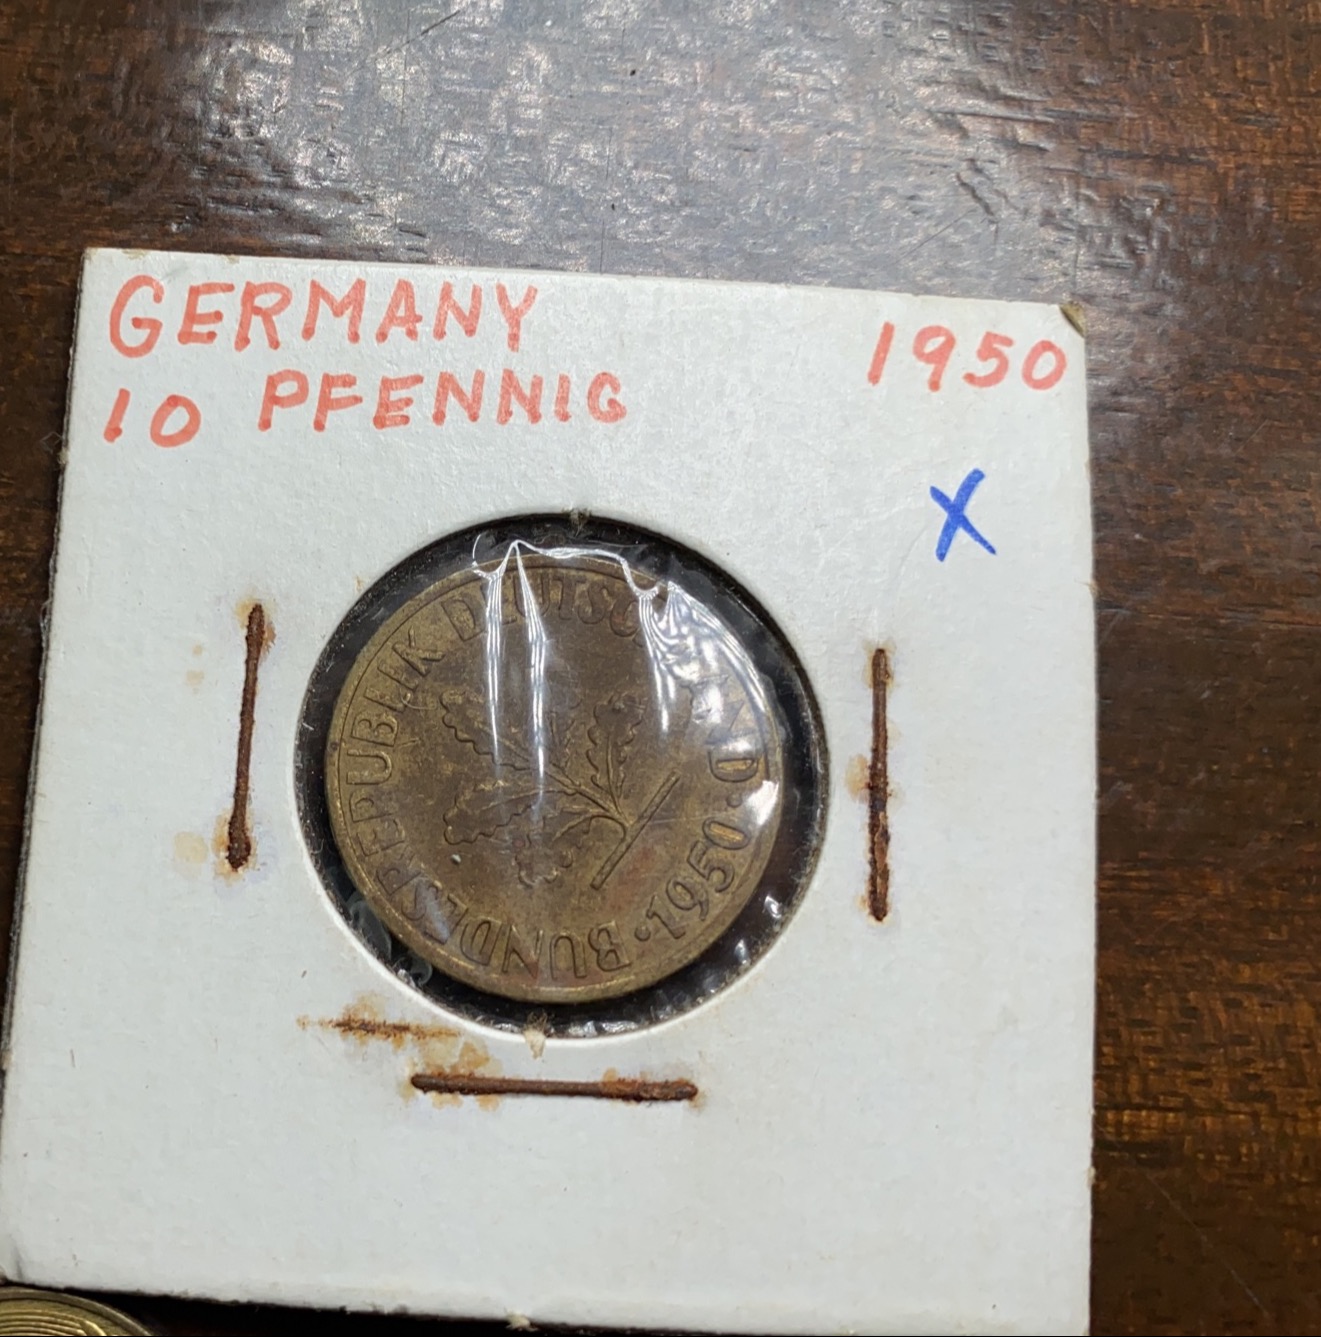 GERMANY
1950
10 PFENNIG
X
BUNDESREPUBLIK DEUTSCHLAND
• 1950 •